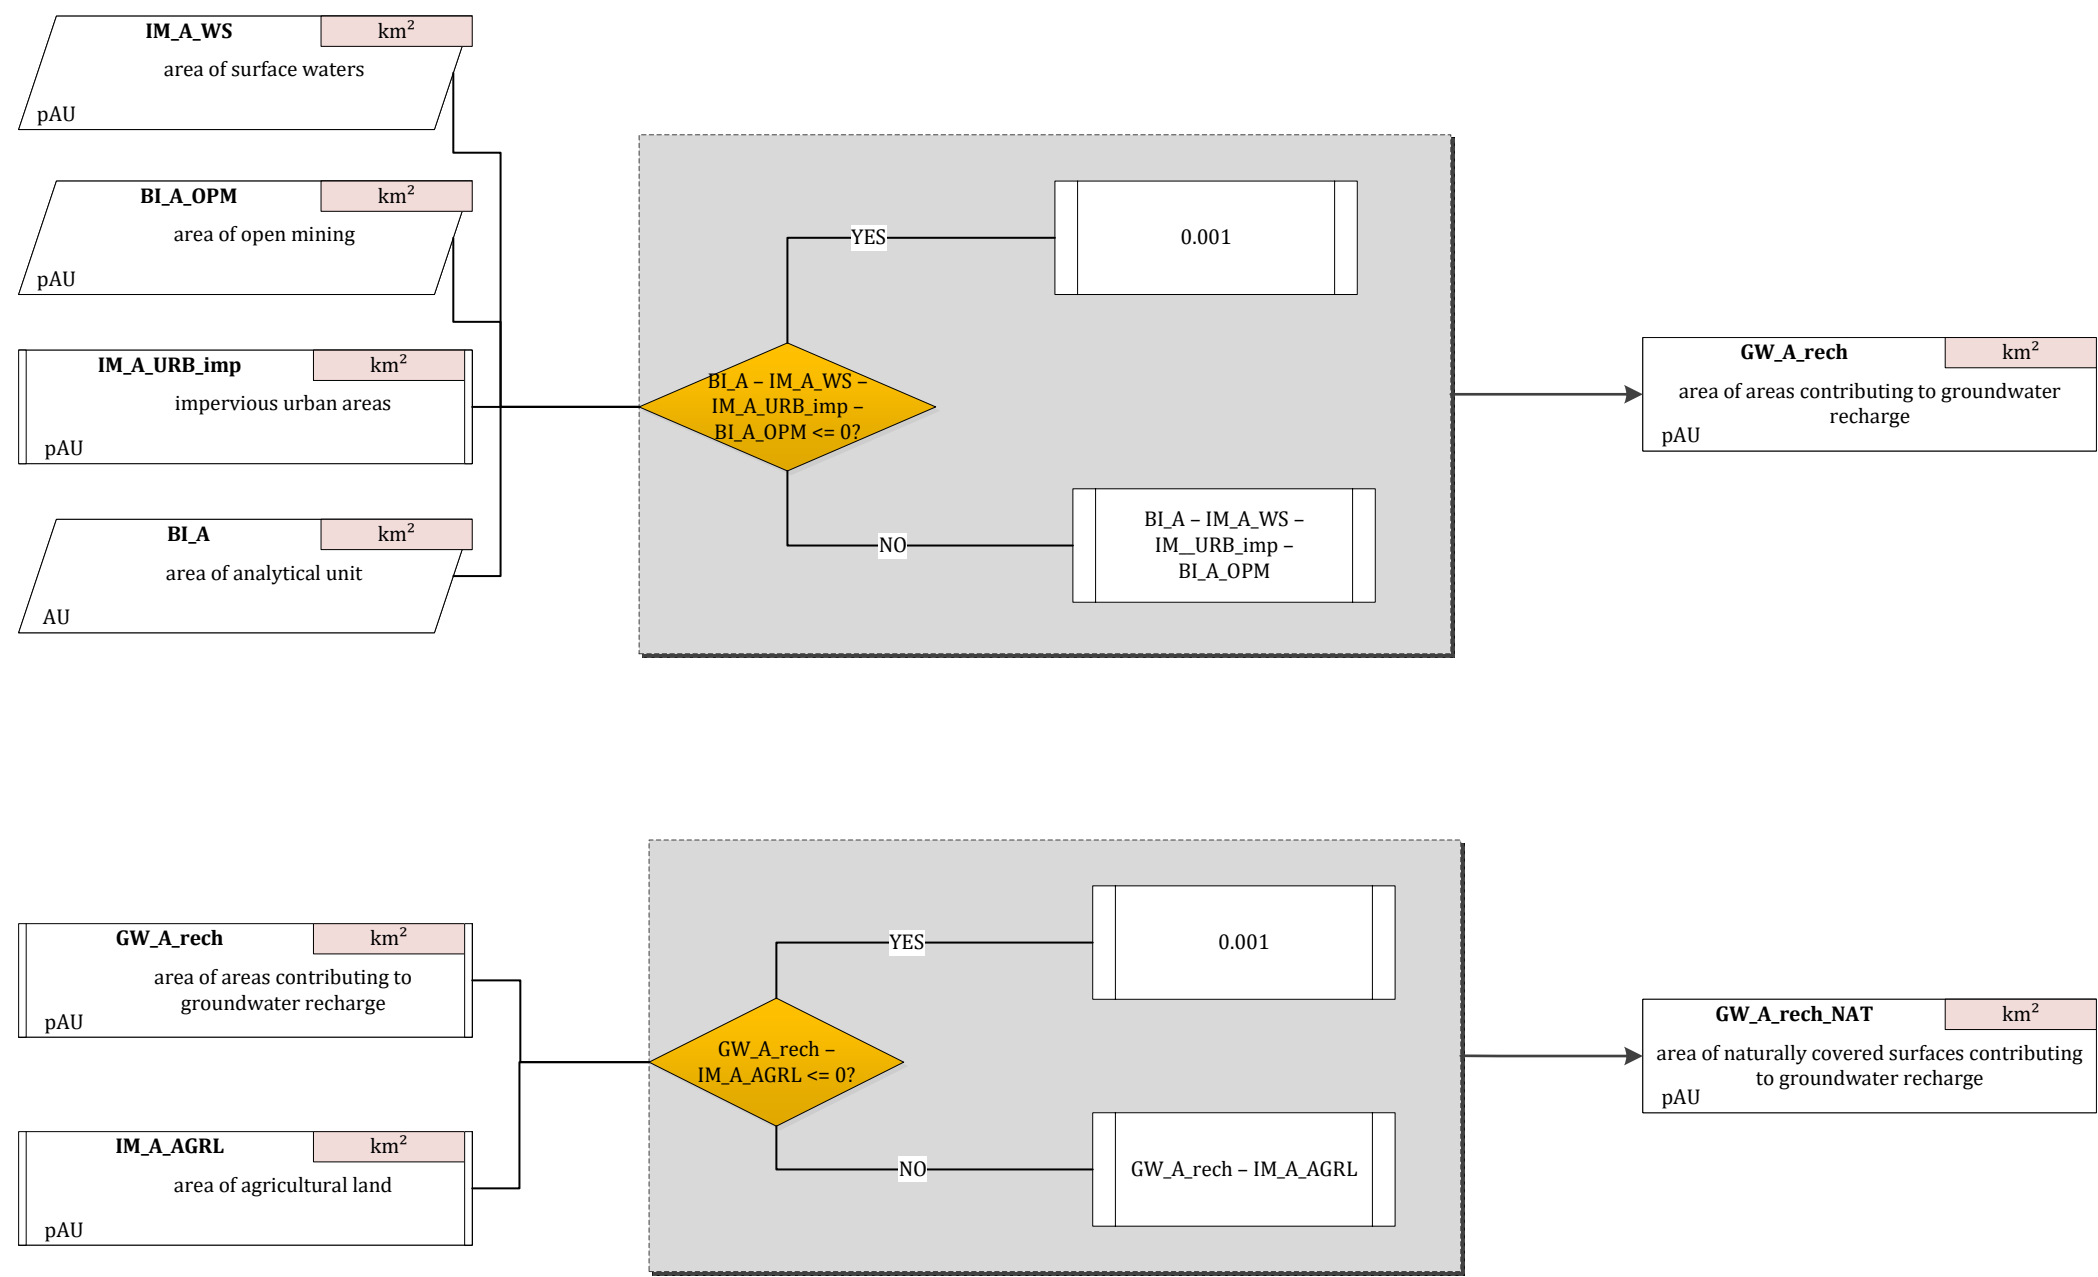 IM_A_WS
km²
area of surface waters
pAU
BI_A_OPM
km²
area of open mining
pAU
IM_A_URB_imp
km²
impervious urban areas
pAU
BI_A
km²
area of analytical unit
AU
BI_A – IM_A_WS –
IM_A_URB_imp –
BI_A_OPM <= 0?
YES
0.001
NO
BI_A – IM_A_WS –
IM__URB_imp –
BI_A_OPM
GW_A_rech
km²
area of areas contributing to groundwater
recharge
pAU
GW_A_rech
km²
area of areas contributing to
groundwater recharge
pAU
IM_A_AGRL
km²
area of agricultural land
pAU
GW_A_rech –
IM_A_AGRL <= 0?
YES
0.001
NO
GW_A_rech – IM_A_AGRL
GW_A_rech_NAT
km²
area of naturally covered surfaces contributing
to groundwater recharge
pAU